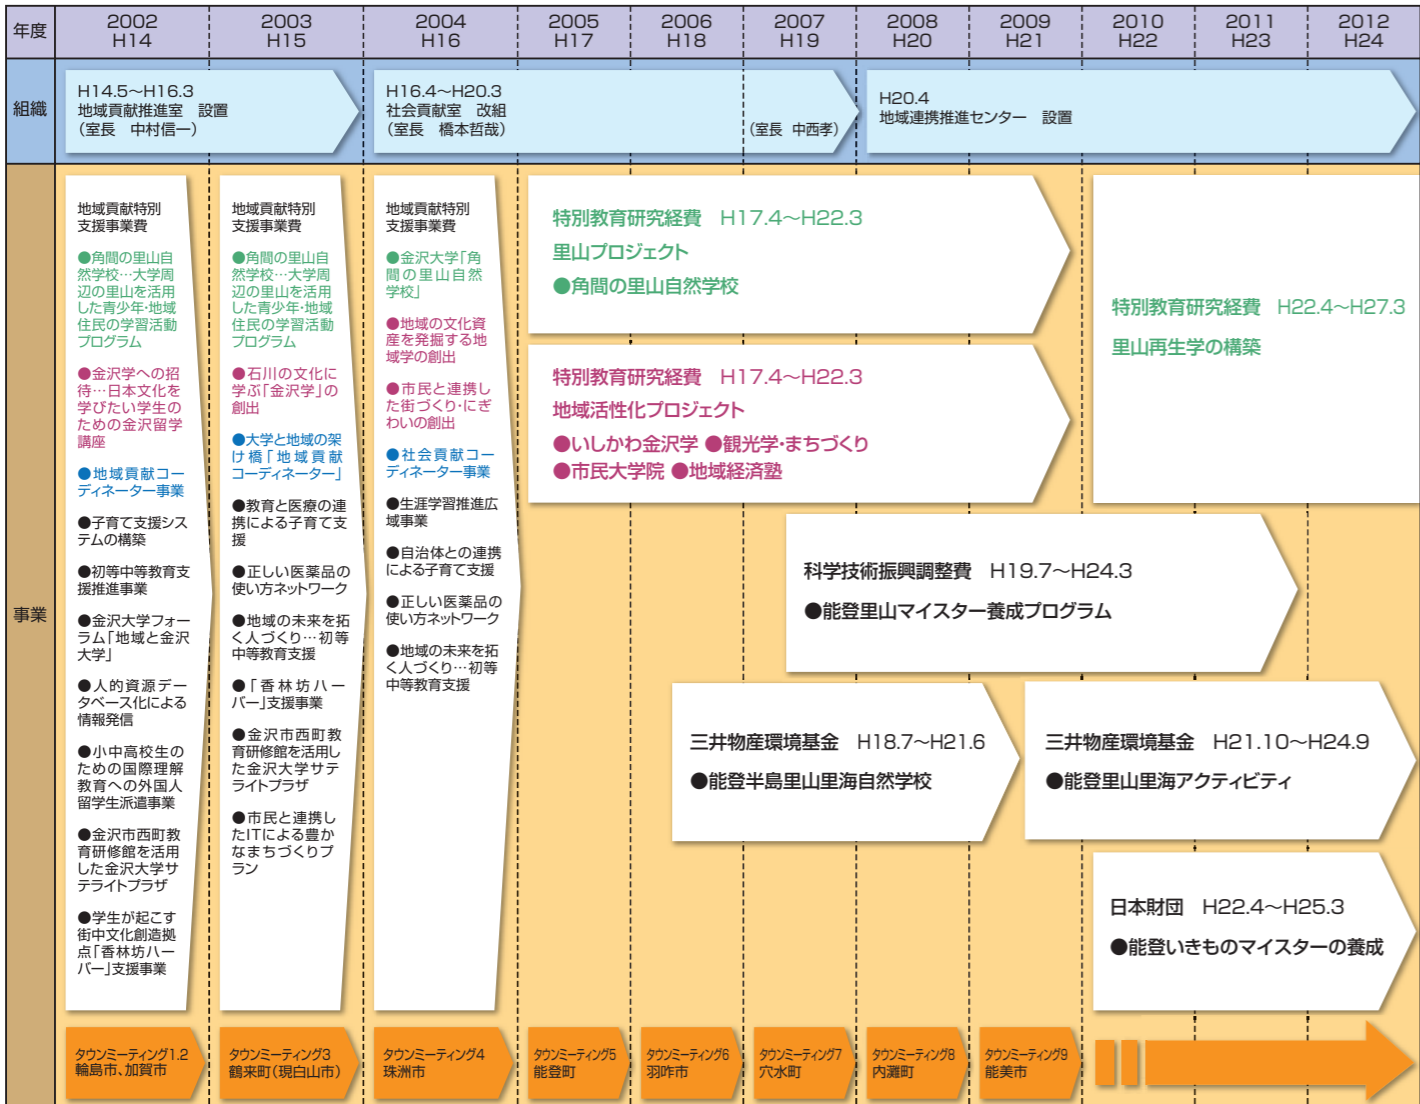 年度
2002
H14
2003
H15
2004
H16
2005
H17
2006
H18
2007
H19
2008
H20
2009
H21
2010
H22
2011
H23
2012
H24
組織
H14.5〜H16.3
地域貢献推進室　設置
（室長　中村信一）
H16.4〜H20.3
社会貢献室　改組
（室長　橋本哲哉）
（室長　中西孝）
H20.4
地域連携推進センター　設置
事業
地域貢献特別
支援事業費
●角間の里山自
然学校…大学周
辺の里山を活用
した青少年・地域
住民の学習活動
プログラム
●金沢学への招
待…日本文化を
学びたい学生の
ための金沢留学
講座
●地域貢献コー
ディネーター事業
●子育て支援シス
テムの構築
●初等中等教育支
援推進事業
●金沢大学フォー
ラム「地域と金沢
大学」
●人的資源デー
タベース化による
情報発信
●小中高校生の
ための国際理解
教育への外国人
留学生派遣事業
●金沢市西町教
育研修館を活用
した金沢大学サ
テライトプラザ
●学生が起こす
街中文化創造拠
点「香林坊ハー
バー」支援事業
地域貢献特別
支援事業費
●角間の里山自
然学校…大学周
辺の里山を活用
した青少年・地域
住民の学習活動
プログラム
●石川の文化に
学ぶ「金沢学」の
創出
●大学と地域の架
け橋「地域貢献
コーディネーター」
●教育と医療の連
携による子育て支
援
●正しい医薬品の
使い方ネットワーク
●地域の未来を拓
く人づくり…初等
中等教育支援
●「香林坊ハー
バー」支援事業
●金沢市西町教
育研修館を活用し
た金沢大学サテ
ライトプラザ
●市民と連携し
たITによる豊か
なまちづくりプ
ラン
地域貢献特別
支援事業費
●金沢大学「角
間の里山自然
学校」
●地域の文化資
産を発掘する地
域学の創出
●市民と連携し
た街づくり・にぎ
わいの創出
●社会貢献コー
ディネーター事業
●生涯学習推進広
域事業
●自治体との連携
による子育て支援
●正しい医薬品の
使い方ネットワーク
●地域の未来を拓
く人づくり…初等
中等教育支援
特別教育研究経費　H17.4〜H22.3
里山プロジェクト
●角間の里山自然学校
特別教育研究経費　H17.4〜H22.3
地域活性化プロジェクト
●いしかわ金沢学 ●観光学・まちづくり
●市民大学院 ●地域経済塾
特別教育研究経費　H22.4〜H27.3
里山再生学の構築
科学技術振興調整費　H19.7〜H24.3
●能登里山マイスター養成プログラム
三井物産環境基金　H18.7〜H21.6
●能登半島里山里海自然学校
三井物産環境基金　H21.10〜H24.9
●能登里山里海アクティビティ
日本財団　H22.4〜H25.3
●能登いきものマイスターの養成
タウンミーティング1.2
輪島市、加賀市
タウンミーティング3
鶴来町（現白山市）
タウンミーティング4
珠洲市
タウンミーティング5
能登町
タウンミーティング6
羽咋市
タウンミーティング7
穴水町
タウンミーティング8
内灘町
タウンミーティング9
能美市